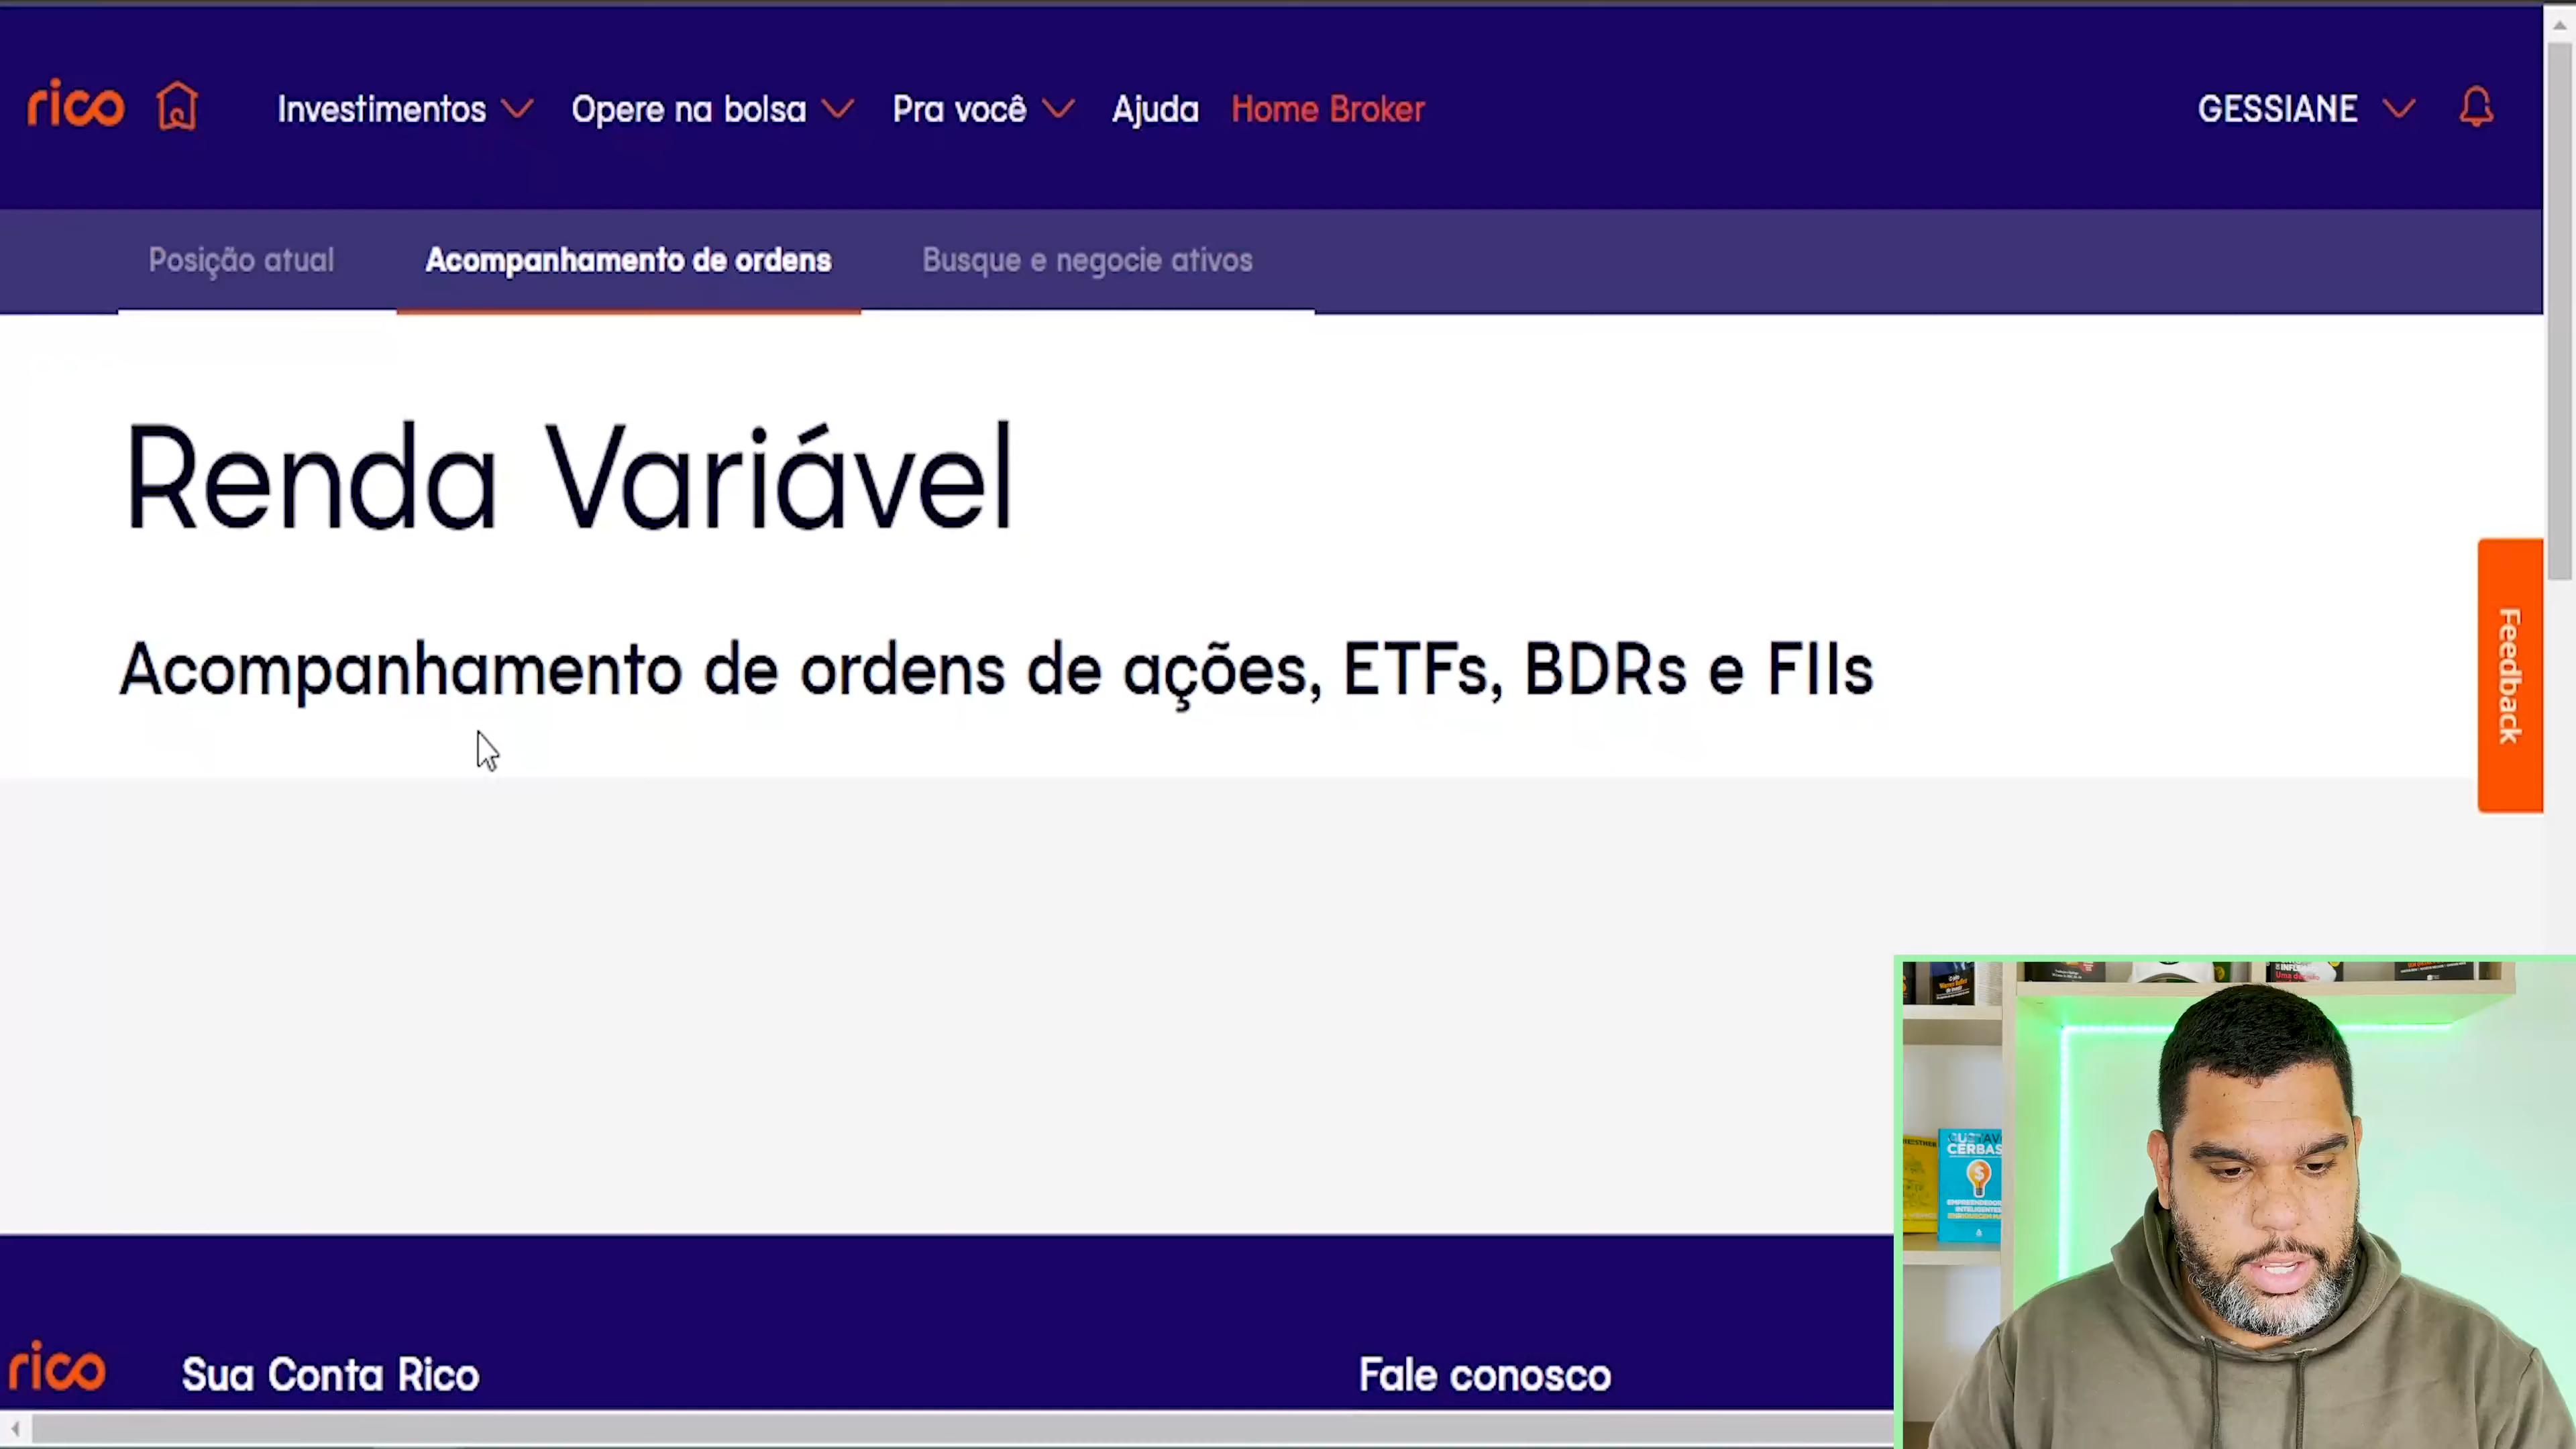 rico Investimentos Opere na bolsa Pra você Ajuda Home Broker GESSIANE
Posição atual Acompanhamento de ordens Busque e negocie ativos
Renda Variável
Acompanhamento de ordens de ações, ETFs, BDRs e FIIs
Feedback
CERBAS
rico Sua Conta Rico Fale conosco